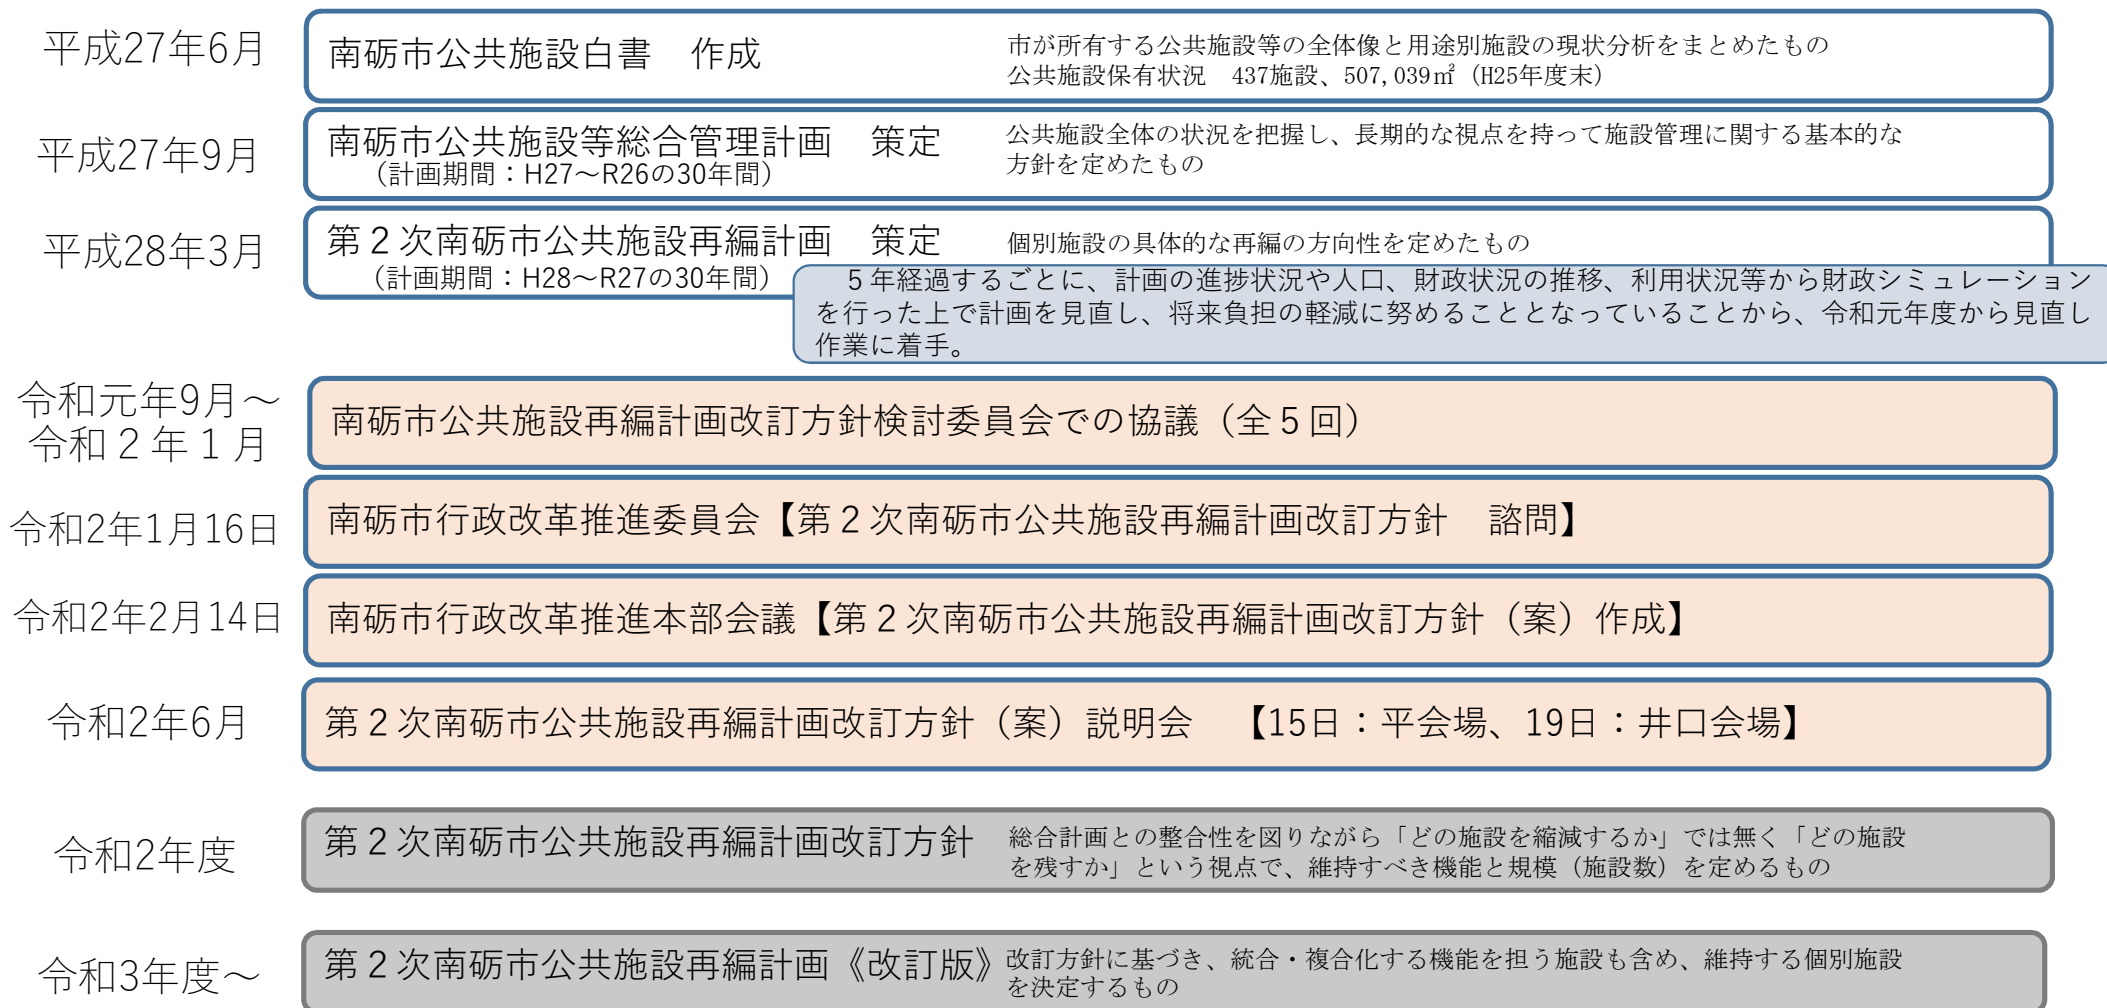 平成27年6月
南砺市公共施設白書　作成
市が所有する公共施設等の全体像と用途別施設の現状分析をまとめたもの
公共施設保有状況　437施設、507,039㎡（H25年度末）
平成27年9月
南砺市公共施設等総合管理計画　策定
（計画期間：H27～R26の30年間）
公共施設全体の状況を把握し、長期的な視点を持って施設管理に関する基本的な
方針を定めたもの
平成28年3月
第２次南砺市公共施設再編計画　策定
（計画期間：H28～R27の30年間）
個別施設の具体的な再編の方向性を定めたもの
５年経過するごとに、計画の進捗状況や人口、財政状況の推移、利用状況等から財政シミュレーション
を行った上で計画を見直し、将来負担の軽減に努めることとなっていることから、令和元年度から見直し
作業に着手。
令和元年9月～
令和２年１月
南砺市公共施設再編計画改訂方針検討委員会での協議（全５回）
令和2年1月16日
南砺市行政改革推進委員会【第２次南砺市公共施設再編計画改訂方針　諮問】
令和2年2月14日
南砺市行政改革推進本部会議【第２次南砺市公共施設再編計画改訂方針（案）作成】
令和2年6月
第２次南砺市公共施設再編計画改訂方針（案）説明会　【15日：平会場、19日：井口会場】
令和2年度
第２次南砺市公共施設再編計画改訂方針
総合計画との整合性を図りながら「どの施設を縮減するか」では無く「どの施設
を残すか」という視点で、維持すべき機能と規模（施設数）を定めるもの
令和3年度～
第２次南砺市公共施設再編計画《改訂版》
改訂方針に基づき、統合・複合化する機能を担う施設も含め、維持する個別施設
を決定するもの